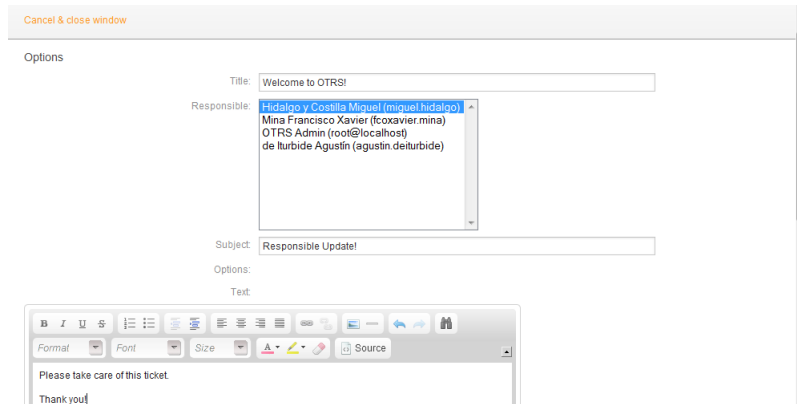 Cancel & close window
Options
Title: Welcome to OTRS!
Responsible: Hidalgo y Costilla Miguel (miguel.hidalgo)
Mina Francisco Xavier (fcoxavier.mina)
OTRS Admin (root@localhost)
de Iturbide Agustín (agustin.deiturbide)
Subject: Responsible Update!
Options:
Text:
B I U S
Format Font Size A Source
Please take care of this ticket.
Thank you!